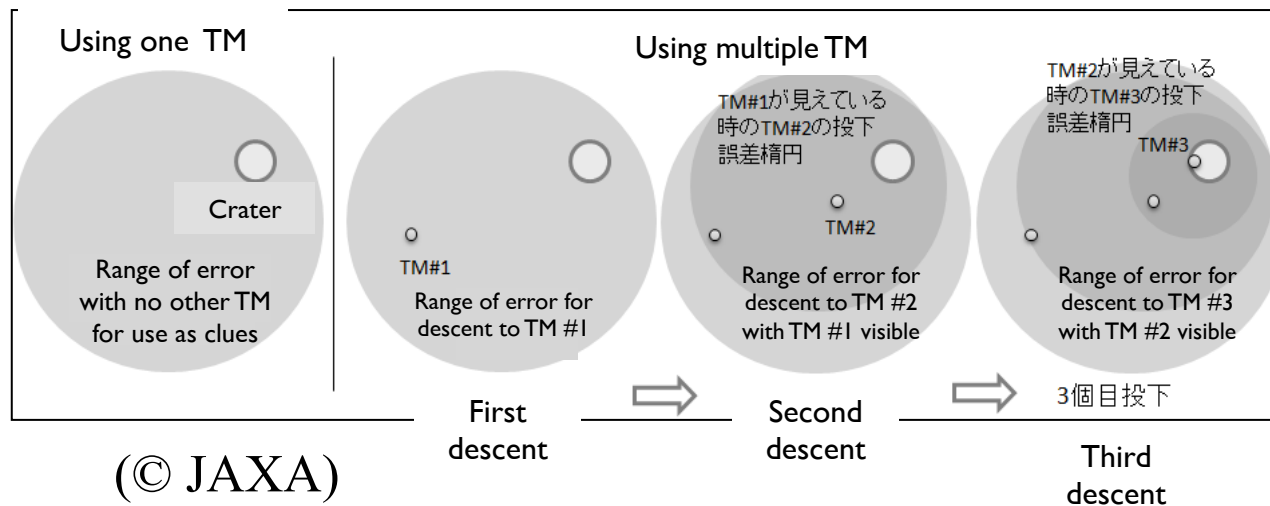 Using one TM
Crater
Range of error
with no other TM
for use as clues
Using multiple TM
TM#1
Range of error for
descent to TM #1
First
descent
TM#1が見えている
時のTM#2の投下
誤差楕円
TM#2
Range of error for
descent to TM #2
with TM #1 visible
Second
descent
TM#2が見えている
時のTM#3の投下
誤差楕円
TM#3
Range of error for
descent to TM #3
with TM #2 visible
3個目投下
Third
descent
(© JAXA)